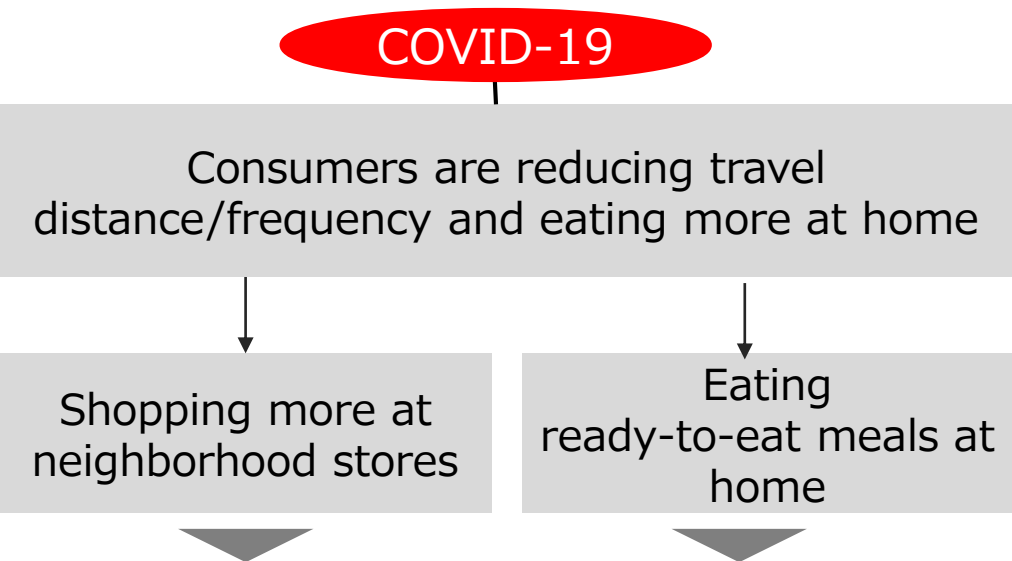 COVID-19
Consumers are reducing travel
distance/frequency and eating more at home
Shopping more at
neighborhood stores
Eating
ready-to-eat meals at
home